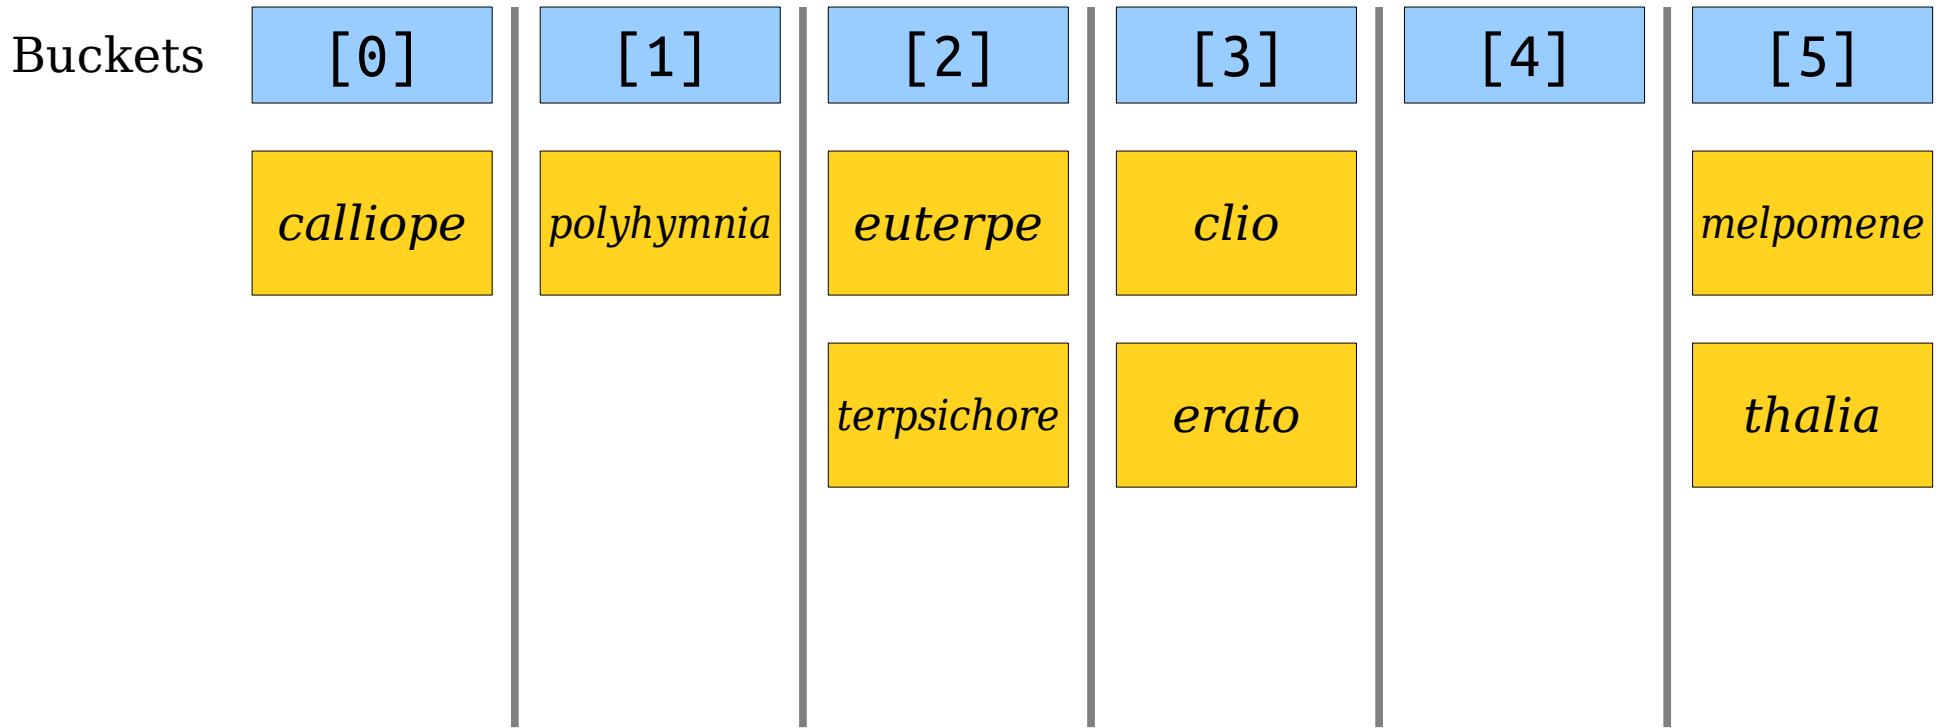 Buckets [0] [1] [2] [3] [4] [5]
calliope polyhymnia euterpe clio melpomene
terpsichore erato thalia